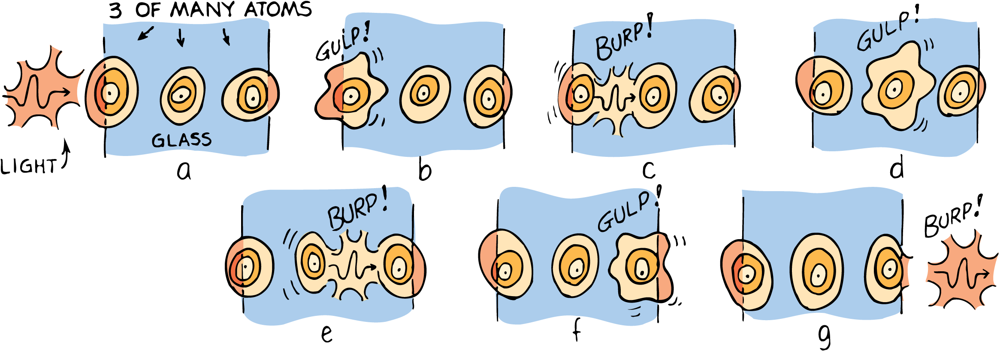 3 OF MANY ATOMS
LIGHT
GLASS
a
GULP!
b
BURP!
c
GULP!
d
BURP!
e
GULP!
f
BURP!
g